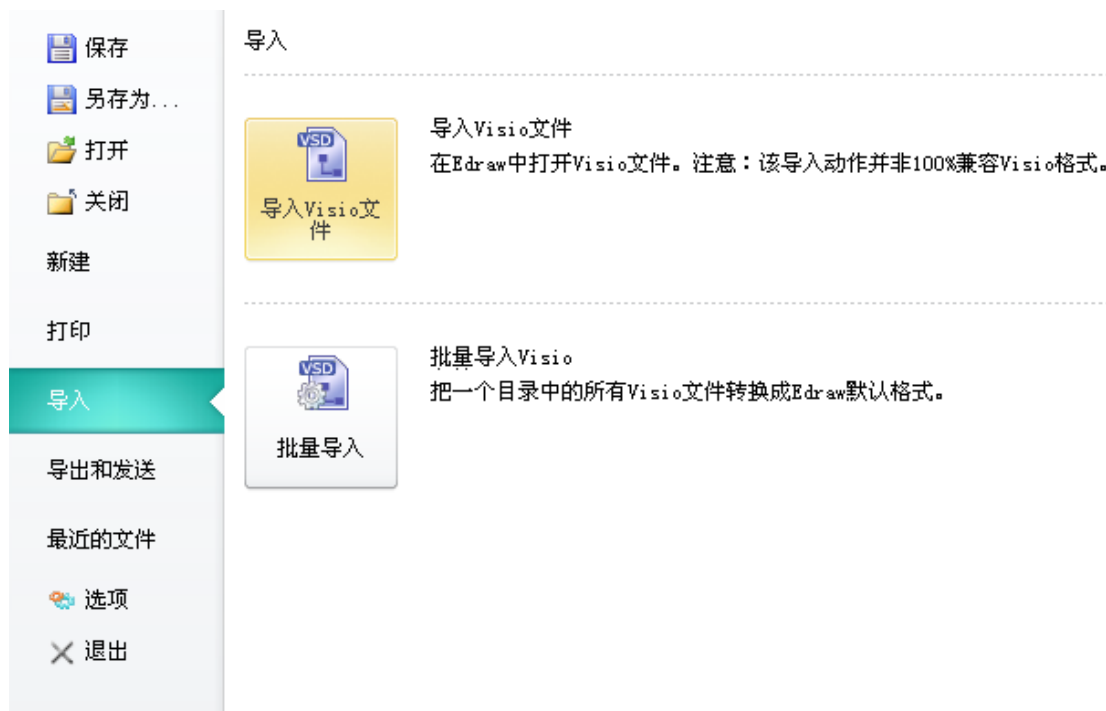 保存
另存为...
打开
关闭
新建
打印
导入
导出和发送
最近的文件
选项
退出
导入
VSD
导入Visio文
件
导入Visio文件
在Edraw中打开Visio文件。注意：该导入动作并非100%兼容Visio格式。
VSD
批量导入
批量导入Visio
把一个目录中的所有Visio文件转换成Edraw默认格式。